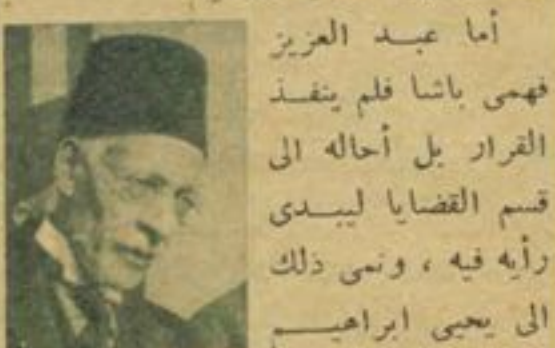 أما عبد العزيز
فهمى باشا فلم ينفذ
القرار بل أحاله الى
قسم القضايا ليبدى
رأيه فيه ، ونمى ذلك
الى يحيى ابراهيم